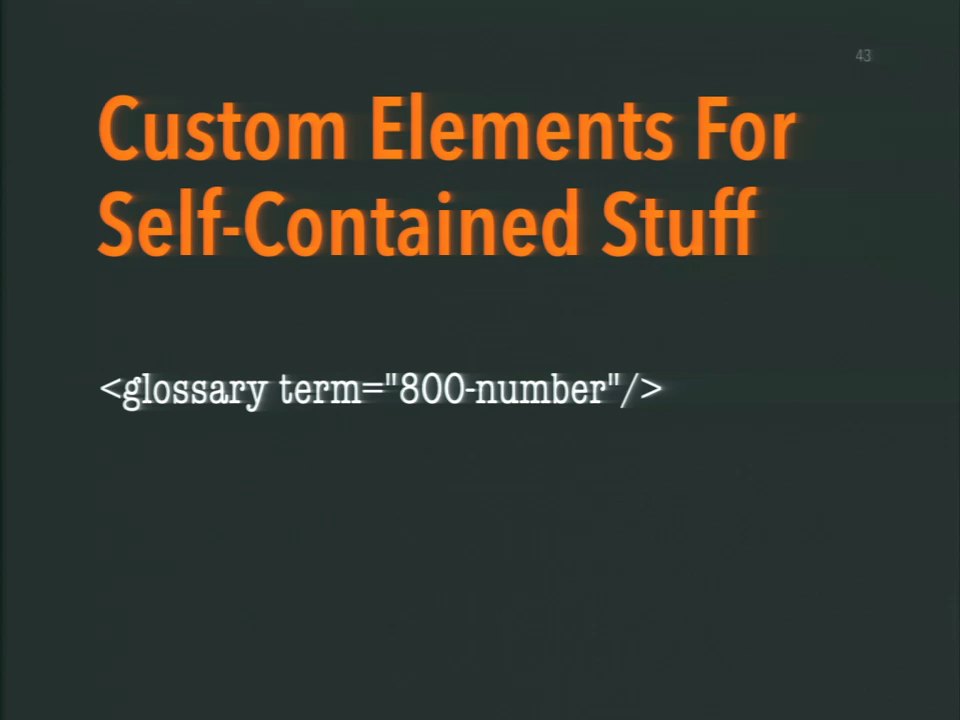 43
Custom Elements For
Self-Contained Stuff
<glossary term="800-number"/>